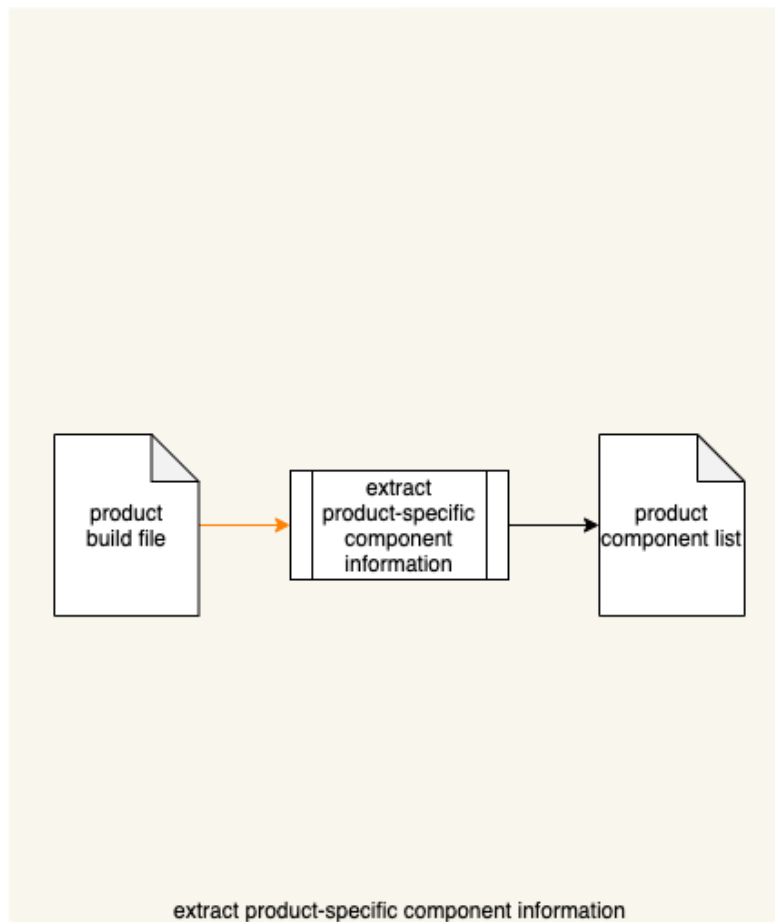 product
build file
extract
product-specific
component
information
product
component list
extract product-specific component information